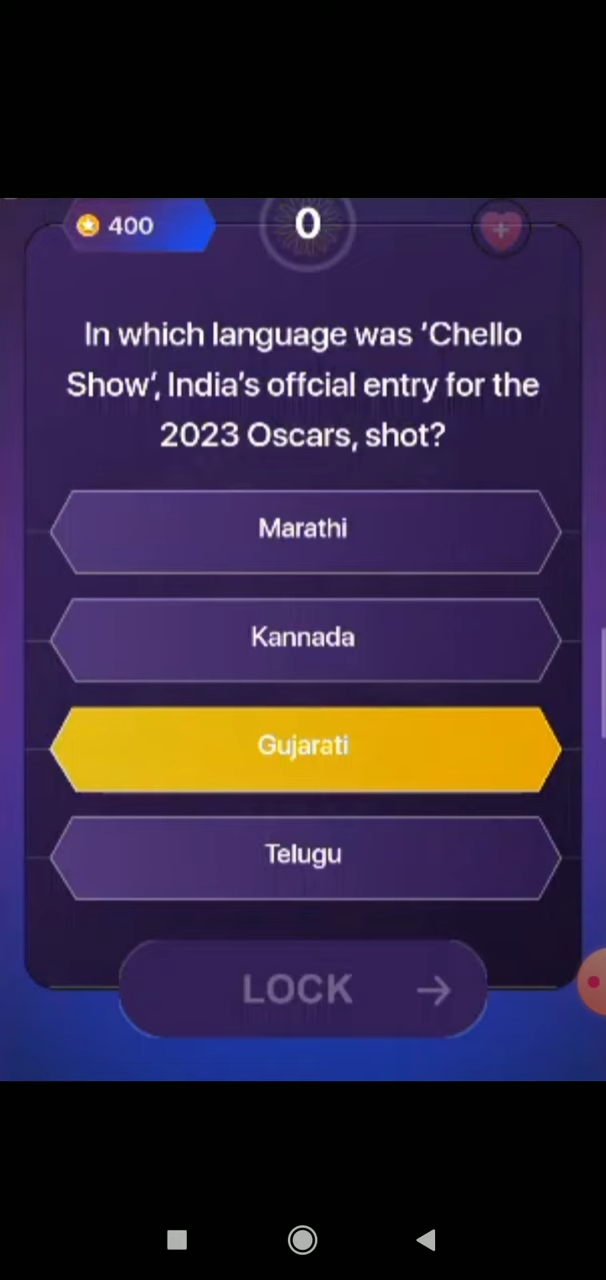 400
0
In which language was ‘Chello
Show‘, India’s offcial entry for the
2023 Oscars, shot?
Marathi
Kannada
Gujarati
Telugu
LOCK →